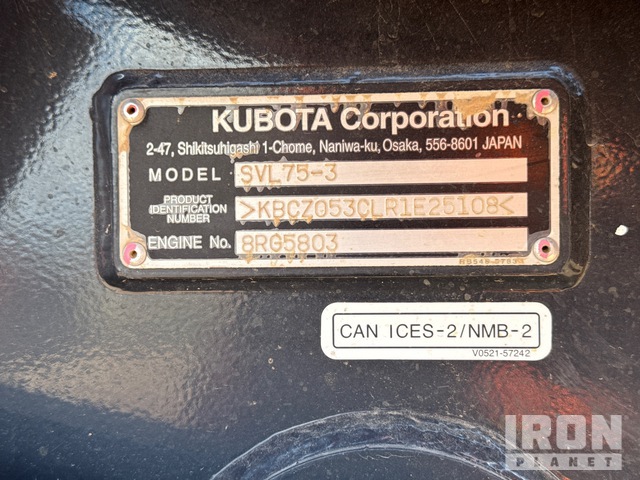 KUBOTA Corporation
2-47, Shikitsuhigashi 1-Chome, Naniwa-ku, Osaka, 556-8601 JAPAN
MODEL SVL75-3
PRODUCT IDENTIFICATION NUMBER >KBCZ053CLR1E25108<
ENGINE No. 8RG5803
CAN ICES-2/NMB-2
V0521-57242
IRON
PLANET